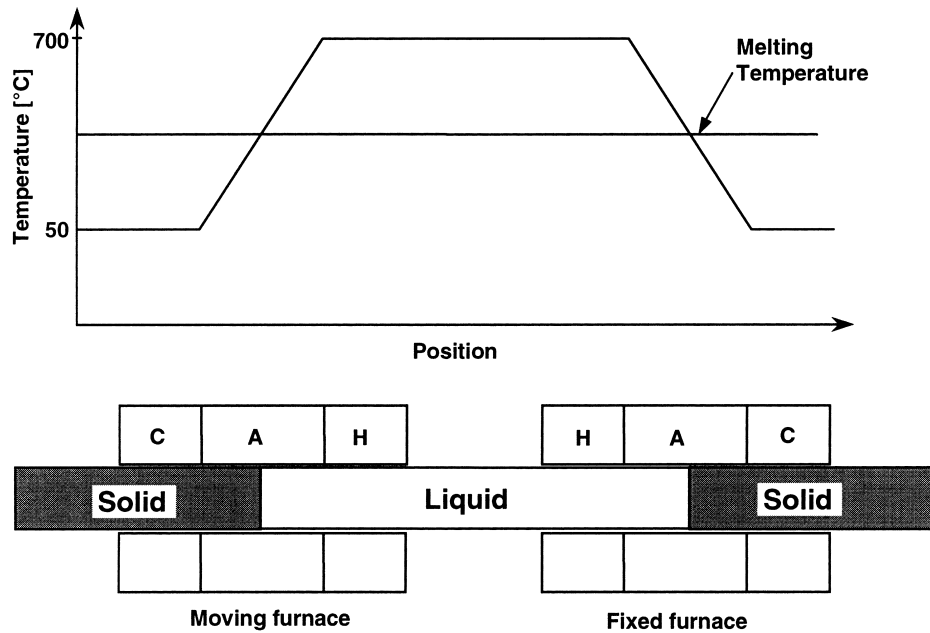 700
Melting
Temperature
Temperature [°C]
50
Position
C A H H A C
Solid Liquid Solid
Moving furnace Fixed furnace